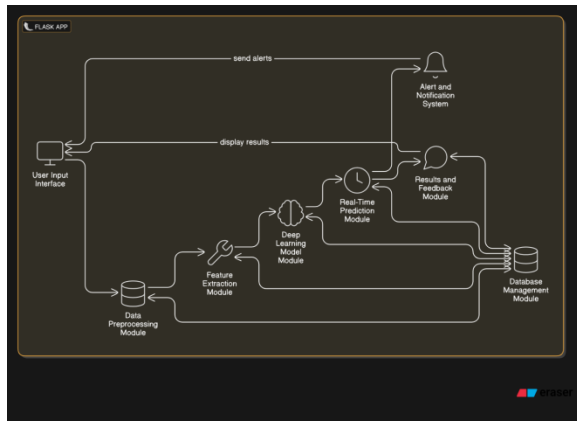 FLASK APP
send alerts
Alert and
Notification
System
User Input
Interface
display results
Results and
Feedback
Module
Real-Time
Prediction
Module
Deep
Learning
Model
Module
Feature
Extraction
Module
Database
Management
Module
Data
Preprocessing
Module
eraser